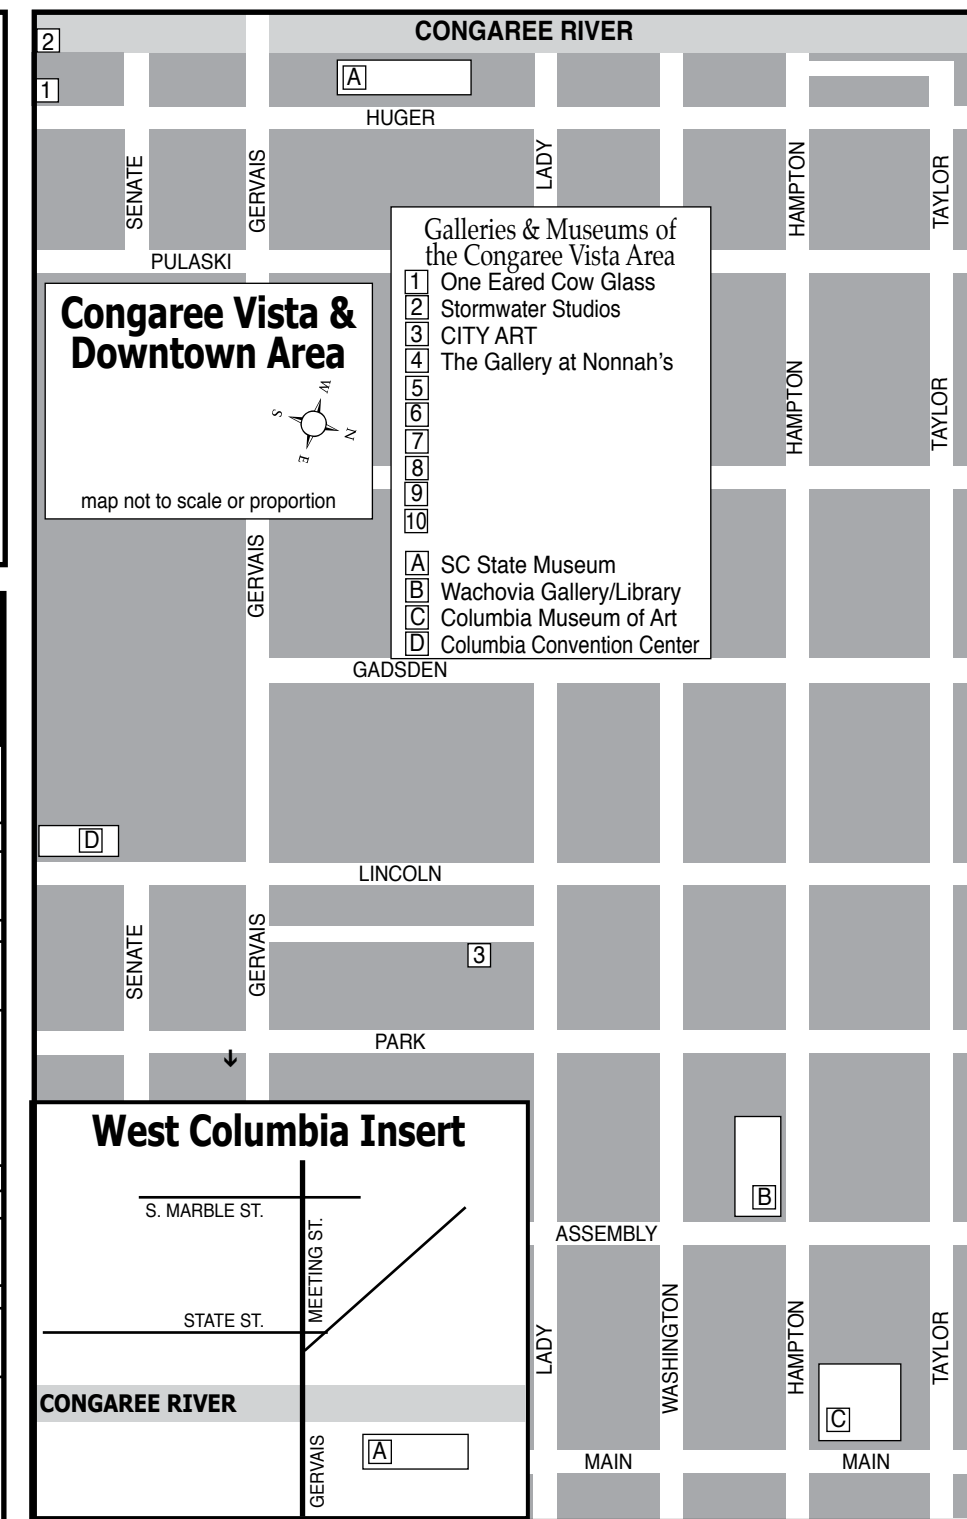 CONGAREE RIVER
2
1
A
HUGER
SENATE
GERVAIS
LADY
HAMPTON
TAYLOR
PULASKI
Galleries & Museums of
the Congaree Vista Area
1 One Eared Cow Glass
2 Stormwater Studios
3 CITY ART
4 The Gallery at Nonnah's
5
6
7
8
9
10
A SC State Museum
B Wachovia Gallery/Library
C Columbia Museum of Art
D Columbia Convention Center
Congaree Vista &
Downtown Area
W
S
N
E
map not to scale or proportion
HAMPTON
TAYLOR
GERVAIS
GADSDEN
D
LINCOLN
SENATE
GERVAIS
3
PARK
West Columbia Insert
S. MARBLE ST.
MEETING ST.
STATE ST.
CONGAREE RIVER
GERVAIS
A
B
ASSEMBLY
LADY
WASHINGTON
HAMPTON
TAYLOR
C
MAIN
MAIN